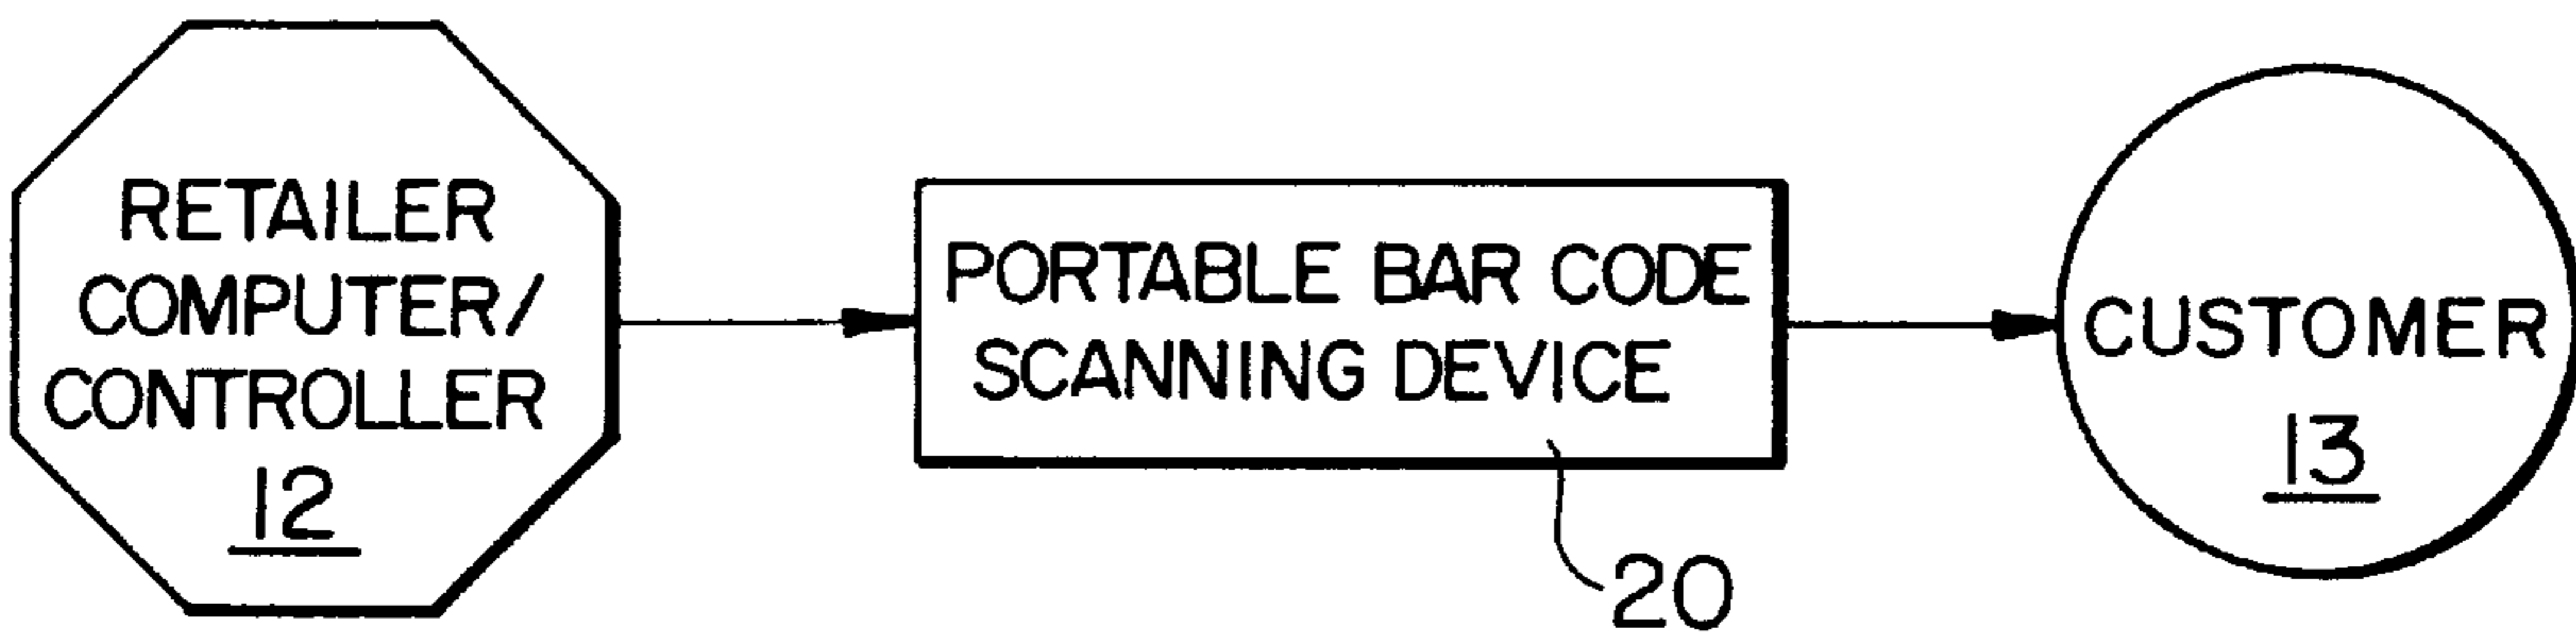 RETAILER
COMPUTER/
CONTROLLER
12
PORTABLE BAR CODE
SCANNING DEVICE
20
CUSTOMER
13